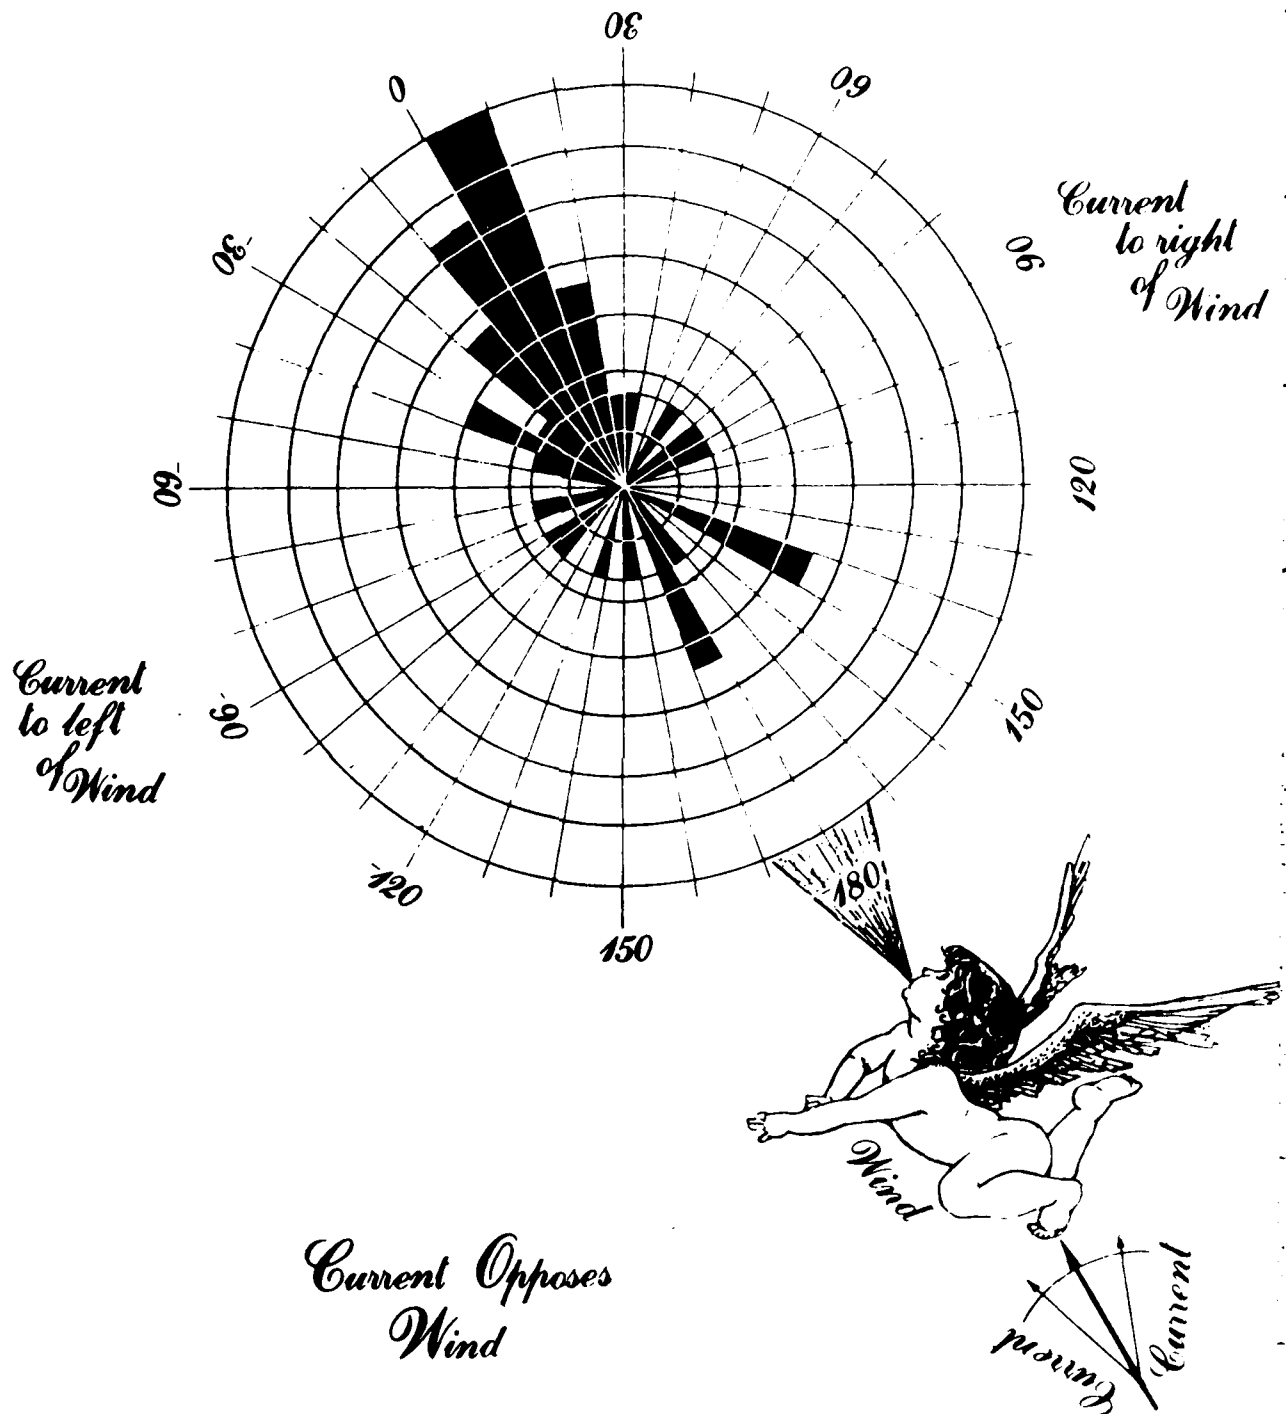 30
0
60
-30
90
Current
to right
of
Wind
-60
120
Current
to left
of
Wind
-90
150
-120
180
150
Wind
Current Opposes
Wind
Current
Current